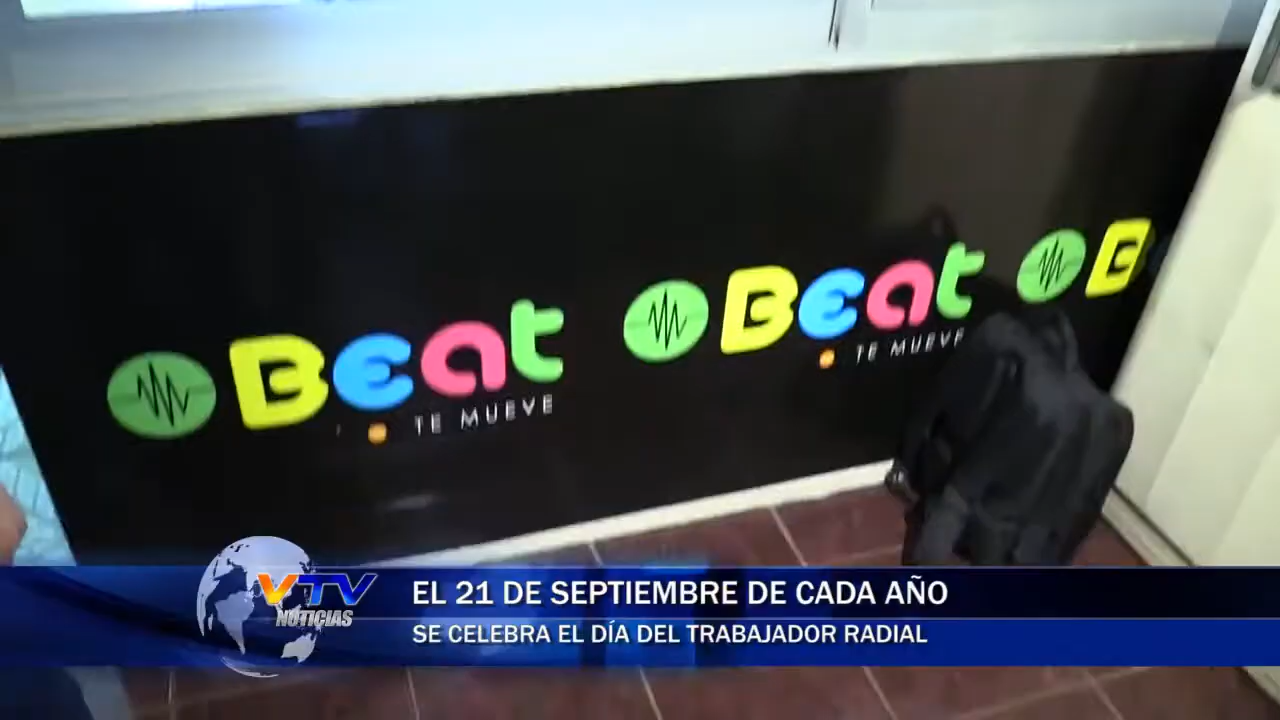 Beat
TE MUEVE
Beat
TE MUEVE
B
VTV
NOTICIAS
EL 21 DE SEPTIEMBRE DE CADA AÑO
SE CELEBRA EL DÍA DEL TRABAJADOR RADIAL